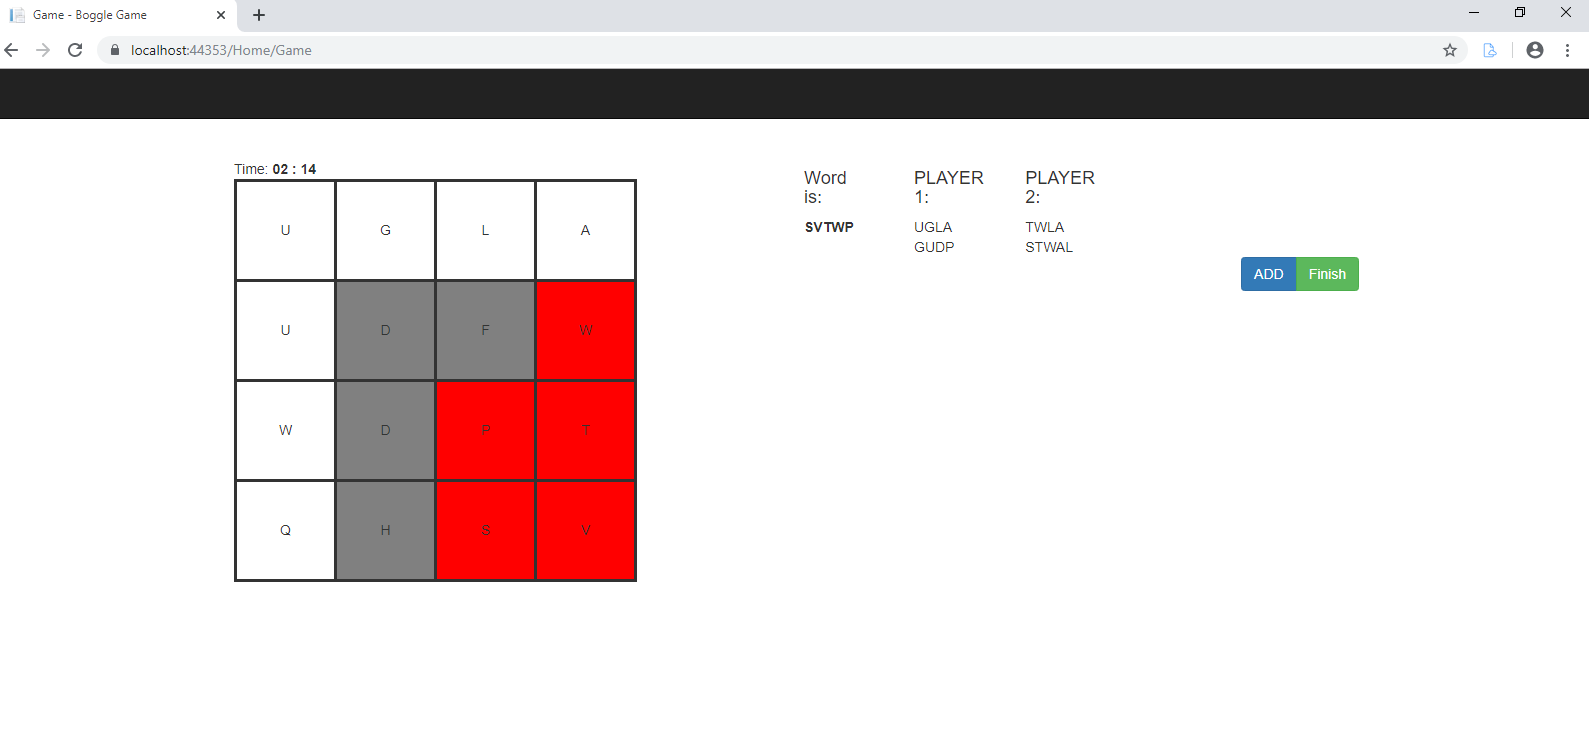 Game - Boggle Game
localhost:44353/Home/Game
Time: 02 : 14
U G L A
U D F W
W D P T
Q H S V
Word is:
SVTWP
PLAYER 1:
UGLA
GUDP
PLAYER 2:
TWLA
STWAL
ADD Finish